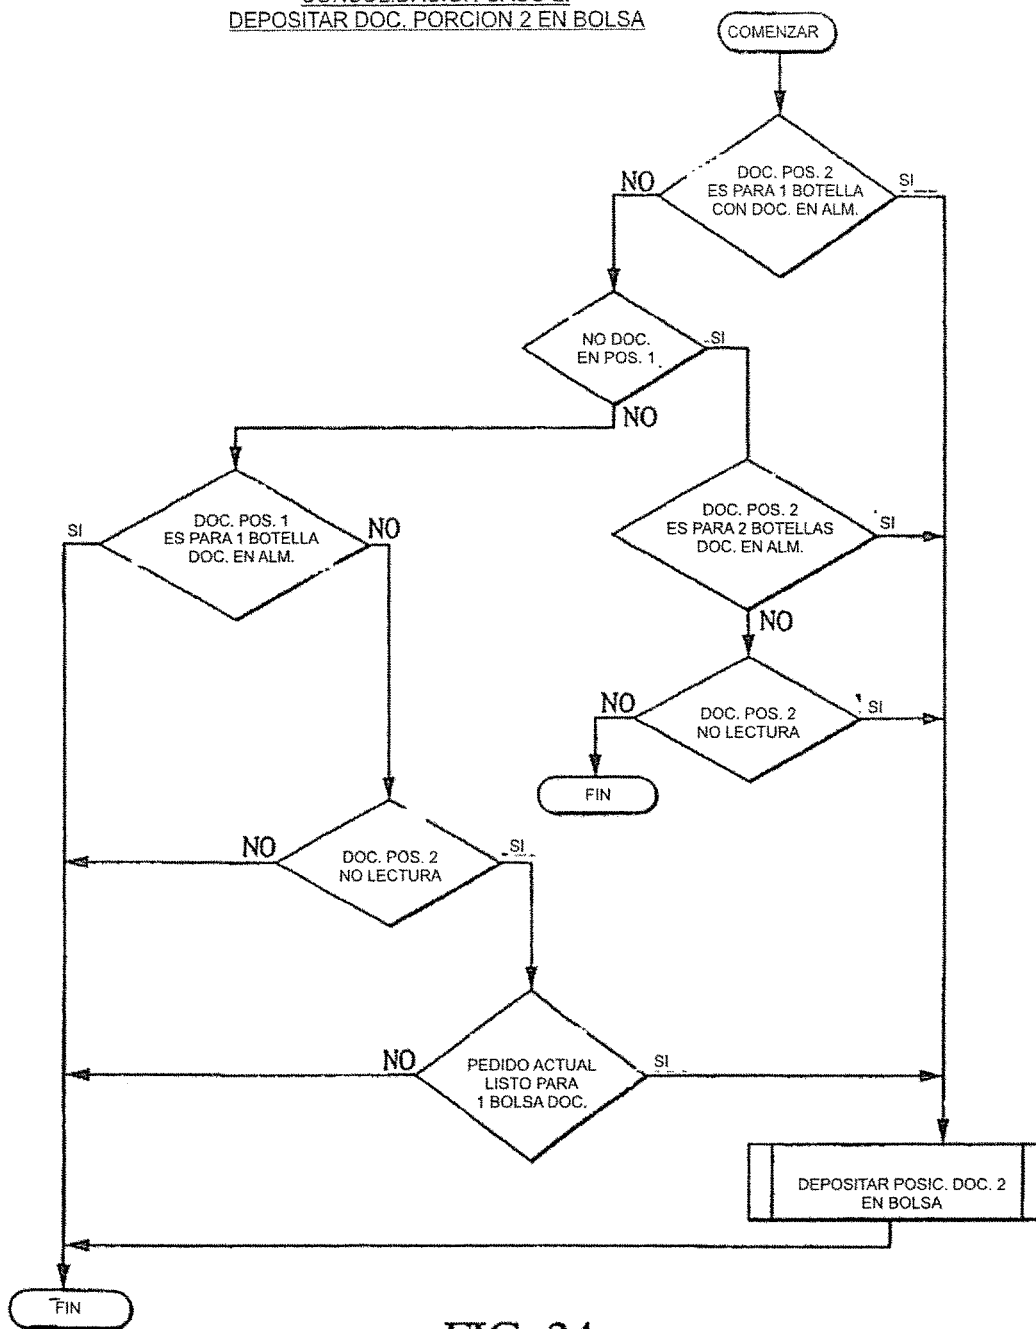 DEPOSITAR DOC. PORCION 2 EN BOLSA
COMENZAR
DOC. POS. 2
ES PARA 1 BOTELLA
CON DOC. EN ALM.
NO
SI
NO DOC.
EN POS. 1
SI
NO
DOC. POS. 1
ES PARA 1 BOTELLA
DOC. EN ALM.
SI
NO
DOC. POS. 2
ES PARA 2 BOTELLAS
DOC. EN ALM.
SI
NO
DOC. POS. 2
NO LECTURA
NO
SI
FIN
DOC. POS. 2
NO LECTURA
NO
SI
PEDIDO ACTUAL
LISTO PARA
1 BOLSA DOC.
NO
SI
DEPOSITAR POSIC. DOC. 2
EN BOLSA
FIN